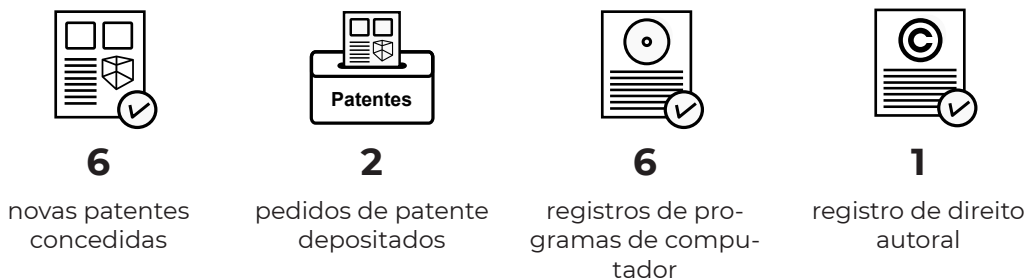 Patentes
6
novas patentes
concedidas
2
pedidos de patente
depositados
6
registros de pro-
gramas de compu-
tador
1
registro de direito
autoral